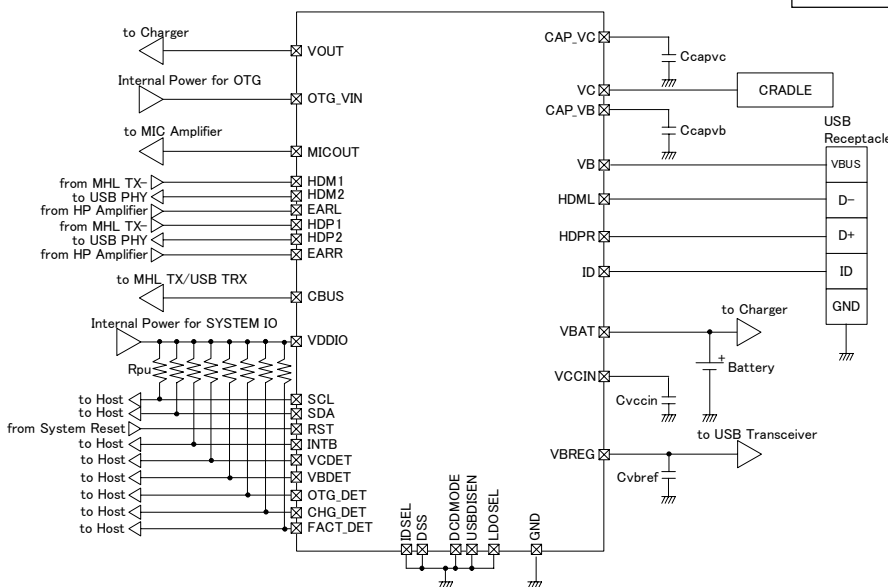 to Charger
VOUT
Internal Power for OTG
OTG_VIN
to MIC Amplifier
MICOUT
from MHL TX-
HDM1
to USB PHY
HDM2
from HP Amplifier
EARL
from MHL TX-
HDP1
to USB PHY
HDP2
from HP Amplifier
EARR
to MHL TX/USB TRX
CBUS
Internal Power for SYSTEM IO
VDDIO
Rpu
to Host
SCL
to Host
SDA
from System Reset
RST
to Host
INTB
to Host
VCDET
to Host
VBDET
to Host
OTG_DET
to Host
CHG_DET
to Host
FACT_DET
IDSEL
DSS
DCDMODE
USBDISEN
LDOSEL
GND
CAP_VC
Ccapvc
VC
CRADLE
CAP_VB
Ccapvb
USB
Receptacle
VB
VBUS
HDML
D-
HDPR
D+
ID
ID
GND
VBAT
to Charger
+
Battery
VCCIN
Cvccin
VBREG
to USB Transceiver
Cvbref